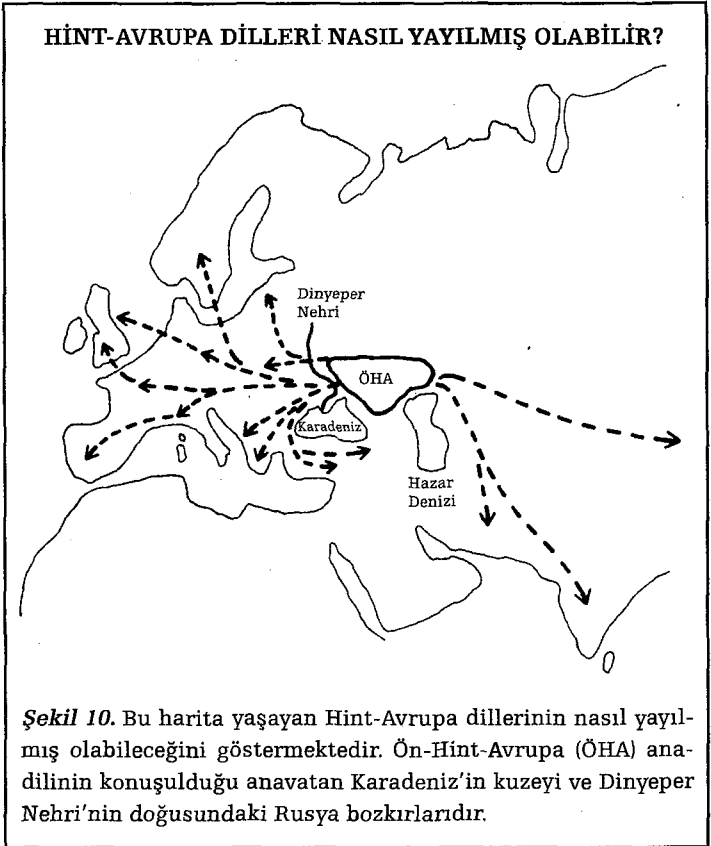 HİNT-AVRUPA DİLLERİ NASIL YAYILMIŞ OLABİLİR?
Dinyeper
Nehri
ÖHA
Karadeniz
Hazar
Denizi
Şekil 10. Bu harita yaşayan Hint-Avrupa dillerinin nasıl yayıl-
mış olabileceğini göstermektedir. Ön-Hint-Avrupa (ÖHA) ana-
dilinin konuşulduğu anavatan Karadeniz'in kuzeyi ve Dinyeper
Nehri'nin doğusundaki Rusya bozkırlarıdır.